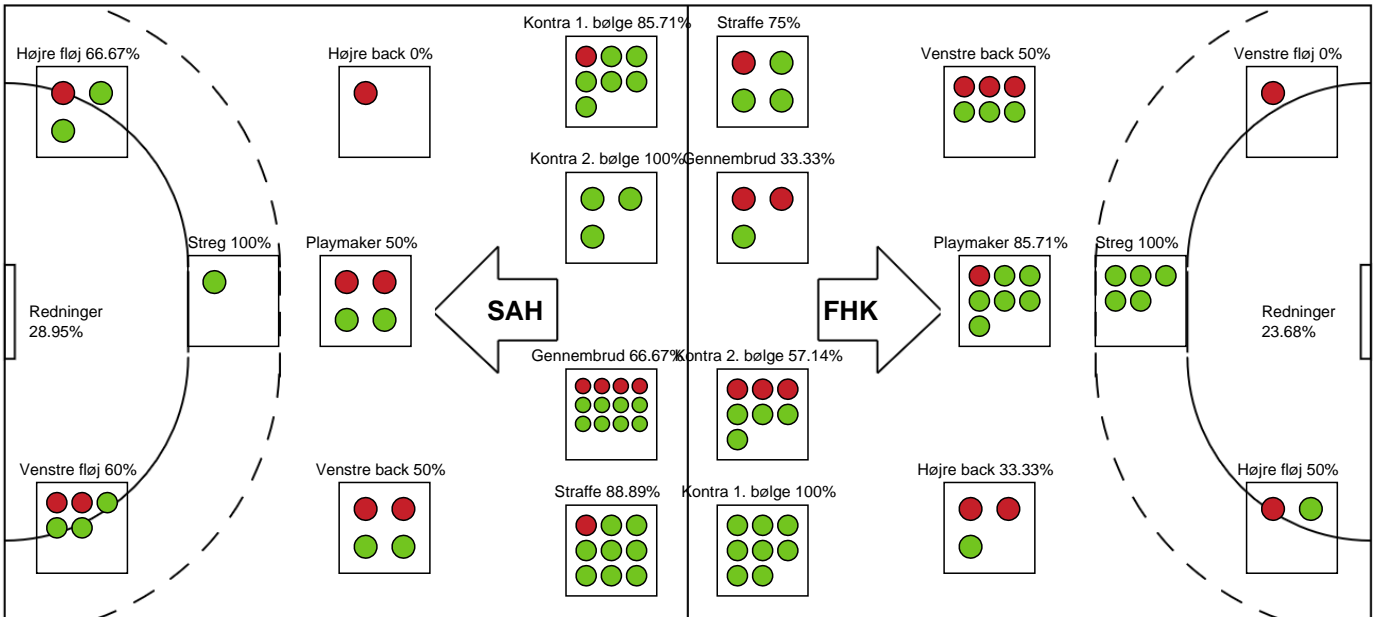 Kontra 1. bølge 85.71%
Straffe 75%
Højre fløj 66.67%
Højre back 0%
Venstre back 50%
Venstre fløj 0%
Kontra 2. bølge 100%
Gennembrud 33.33%
Streg 100%
Playmaker 50%
Playmaker 85.71%
Streg 100%
Redninger
28.95%
SAH
FHK
Redninger
23.68%
Gennembrud 66.67%
Kontra 2. bølge 57.14%
Venstre fløj 60%
Venstre back 50%
Højre back 33.33%
Højre fløj 50%
Straffe 88.89%
Kontra 1. bølge 100%